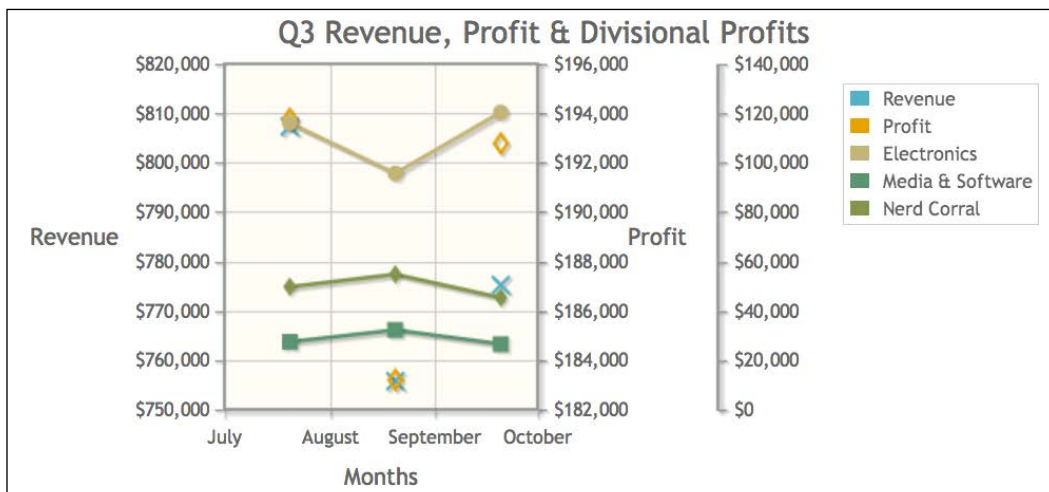 Q3 Revenue, Profit & Divisional Profits
$820,000
$810,000
$800,000
$790,000
$780,000
$770,000
$760,000
$750,000
Revenue
$196,000
$194,000
$192,000
$190,000
$188,000
$186,000
$184,000
$182,000
Profit
$140,000
$120,000
$100,000
$80,000
$60,000
$40,000
$20,000
$0
July August September October
Months
Revenue
Profit
Electronics
Media & Software
Nerd Corral